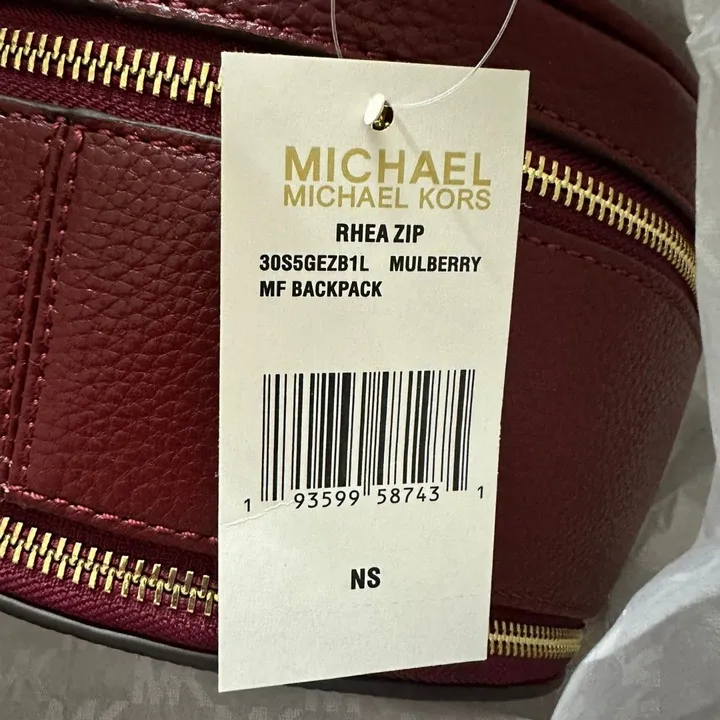 MICHAEL
MICHAEL KORS
RHEA ZIP
30S5GEZB1L MULBERRY
MF BACKPACK
1 93599 58743 1
NS